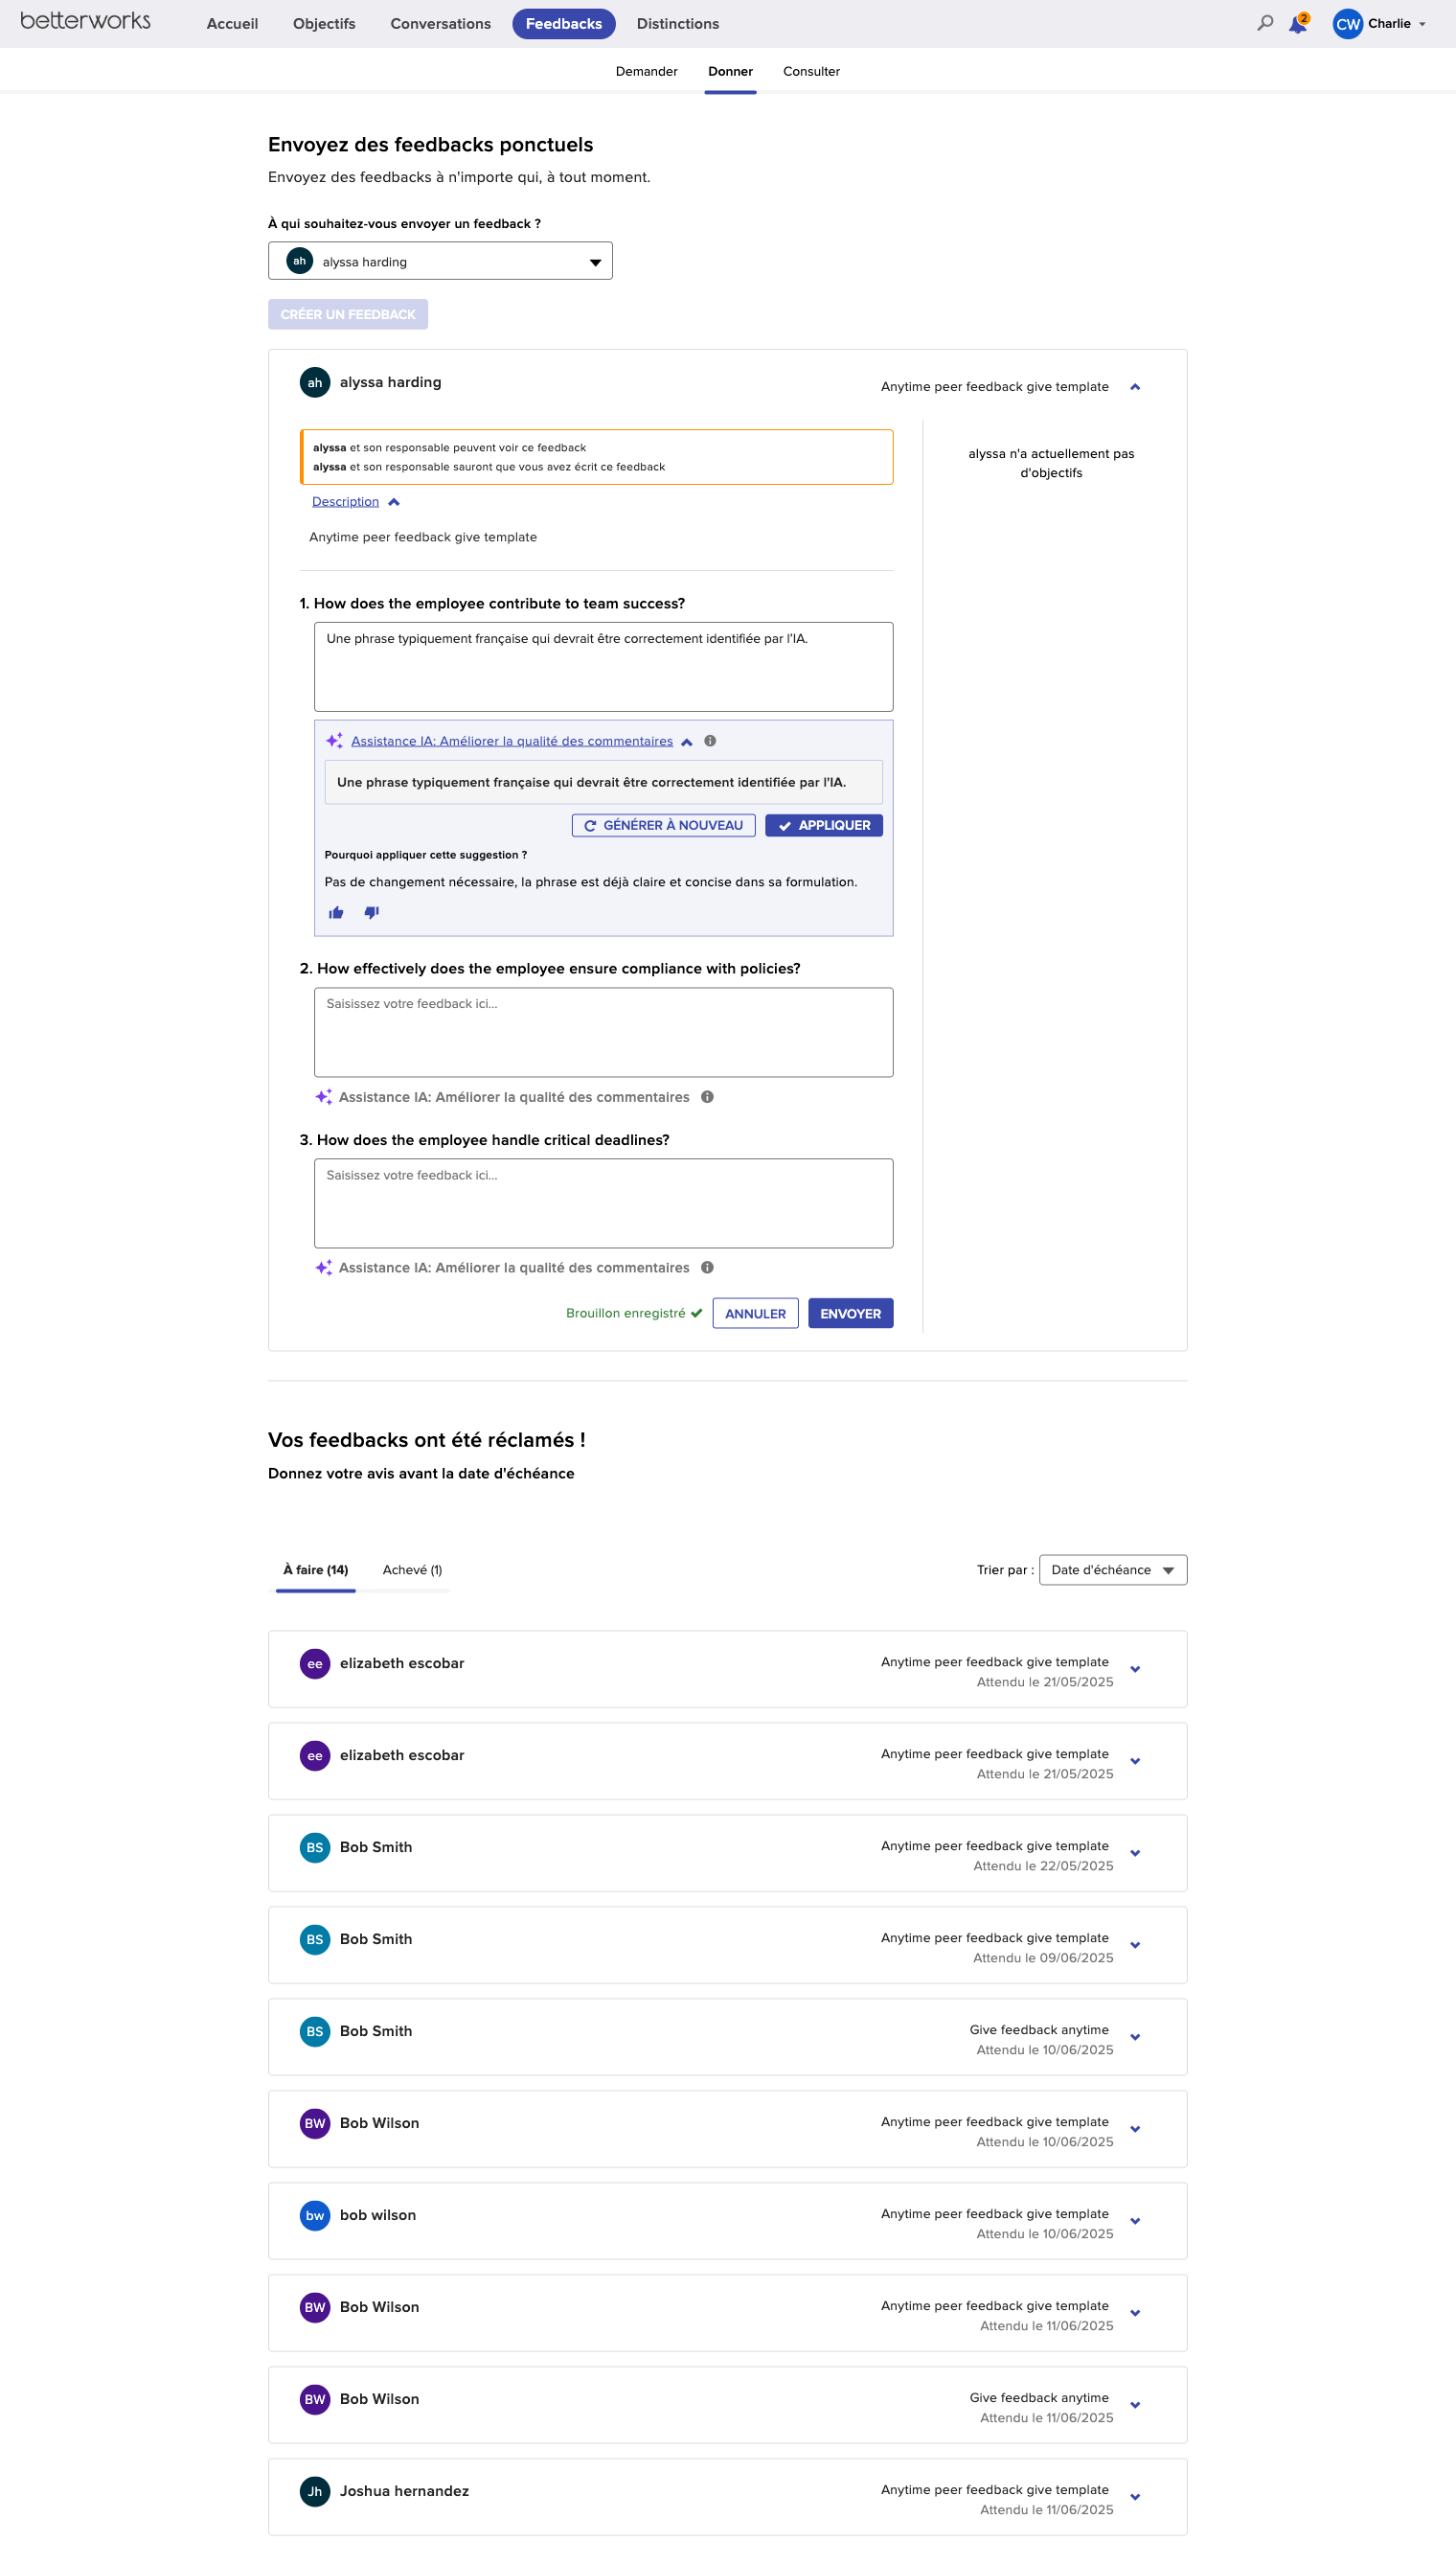 betterworks
Accueil
Objectifs
Conversations
Feedbacks
Distinctions
2
CW
Charlie
Demander
Donner
Consulter
Envoyez des feedbacks ponctuels
Envoyez des feedbacks à n'importe qui, à tout moment.
À qui souhaitez-vous envoyer un feedback ?
ah
alyssa harding
CRÉER UN FEEDBACK
ah
alyssa harding
Anytime peer feedback give template
alyssa et son responsable peuvent voir ce feedback
alyssa et son responsable sauront que vous avez écrit ce feedback
alyssa n'a actuellement pas
d'objectifs
Description
Anytime peer feedback give template
1. How does the employee contribute to team success?
Une phrase typiquement française qui devrait être correctement identifiée par l'IA.
Assistance IA: Améliorer la qualité des commentaires
Une phrase typiquement française qui devrait être correctement identifiée par l'IA.
GÉNÉRER À NOUVEAU
APPLIQUER
Pourquoi appliquer cette suggestion ?
Pas de changement nécessaire, la phrase est déjà claire et concise dans sa formulation.
2. How effectively does the employee ensure compliance with policies?
Saisissez votre feedback ici...
Assistance IA: Améliorer la qualité des commentaires
3. How does the employee handle critical deadlines?
Saisissez votre feedback ici...
Assistance IA: Améliorer la qualité des commentaires
Brouillon enregistré
ANNULER
ENVOYER
Vos feedbacks ont été réclamés !
Donnez votre avis avant la date d'échéance
À faire (14)
Achevé (1)
Trier par :
Date d'échéance
ee
elizabeth escobar
Anytime peer feedback give template
Attendu le 21/05/2025
ee
elizabeth escobar
Anytime peer feedback give template
Attendu le 21/05/2025
BS
Bob Smith
Anytime peer feedback give template
Attendu le 22/05/2025
BS
Bob Smith
Anytime peer feedback give template
Attendu le 09/06/2025
BS
Bob Smith
Give feedback anytime
Attendu le 10/06/2025
BW
Bob Wilson
Anytime peer feedback give template
Attendu le 10/06/2025
bw
bob wilson
Anytime peer feedback give template
Attendu le 10/06/2025
BW
Bob Wilson
Anytime peer feedback give template
Attendu le 11/06/2025
BW
Bob Wilson
Give feedback anytime
Attendu le 11/06/2025
Jh
Joshua hernandez
Anytime peer feedback give template
Attendu le 11/06/2025